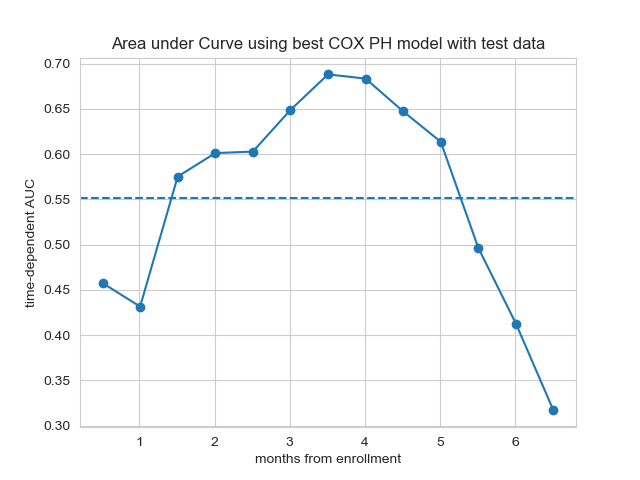 Area under Curve using best COX PH model with test data
0.70
0.65
0.60
0.55
0.50
0.45
0.40
0.35
0.30
time-dependent AUC
1 2 3 4 5 6
months from enrollment